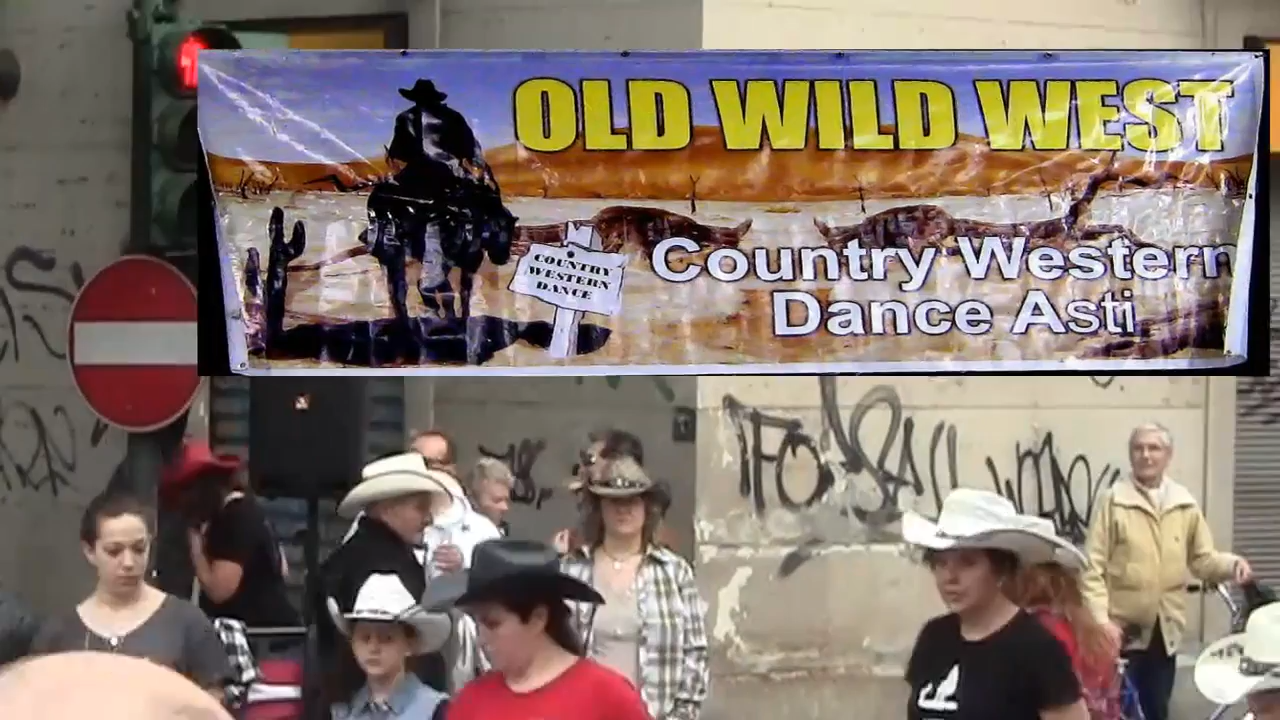 OLD WILD WEST
COUNTRY
WESTERN
DANCE
Country Western
Dance Asti